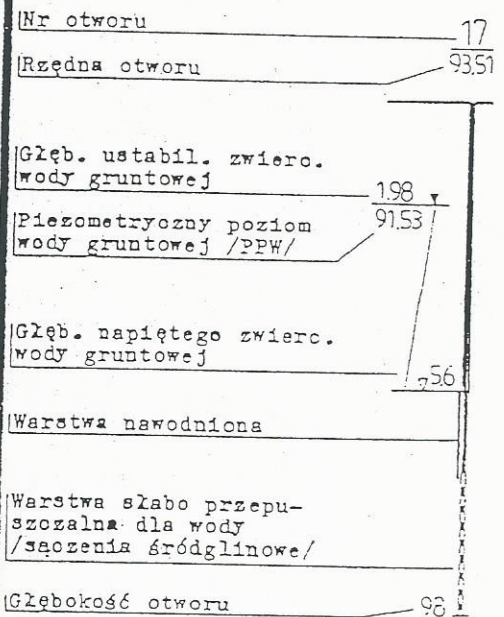 Nr otworu
17
Rzędna otworu
93,51
Głęb. ustabil. zwierc.
wody gruntowej
1.98
Piezometryczny poziom
wody gruntowej /PPW/
91,53
Głęb. napiętego zwierc.
wody gruntowej
5,6
Warstwa nawodniona
Warstwa słabo przepu-
szczalna dla wody
/sączenia śródglinowe/
Głębokość otworu